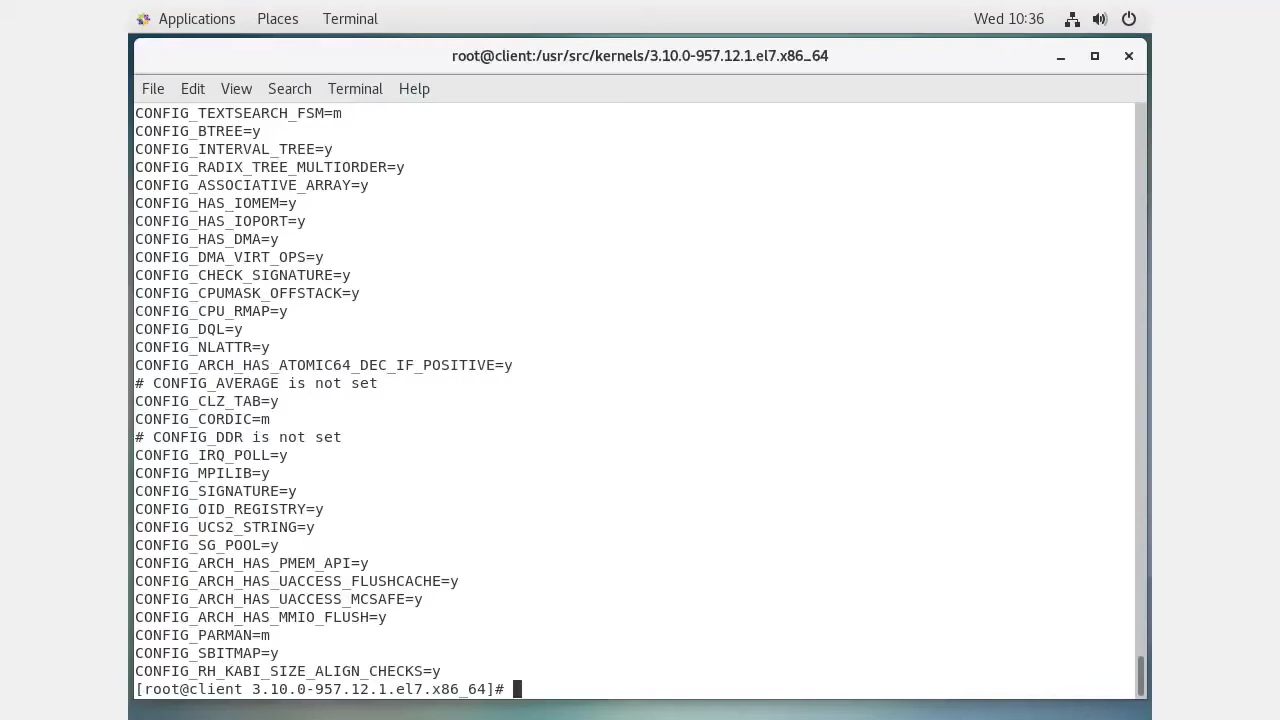 Applications Places Terminal Wed 10:36
root@client:/usr/src/kernels/3.10.0-957.12.1.el7.x86_64
File Edit View Search Terminal Help
CONFIG_TEXTSEARCH_FSM=m
CONFIG_BTREE=y
CONFIG_INTERVAL_TREE=y
CONFIG_RADIX_TREE_MULTIORDER=y
CONFIG_ASSOCIATIVE_ARRAY=y
CONFIG_HAS_IOMEM=y
CONFIG_HAS_IOPORT=y
CONFIG_HAS_DMA=y
CONFIG_DMA_VIRT_OPS=y
CONFIG_CHECK_SIGNATURE=y
CONFIG_CPUMASK_OFFSTACK=y
CONFIG_CPU_RMAP=y
CONFIG_DQL=y
CONFIG_NLATTR=y
CONFIG_ARCH_HAS_ATOMIC64_DEC_IF_POSITIVE=y
# CONFIG_AVERAGE is not set
CONFIG_CLZ_TAB=y
CONFIG_CORDIC=m
# CONFIG_DDR is not set
CONFIG_IRQ_POLL=y
CONFIG_MPILIB=y
CONFIG_SIGNATURE=y
CONFIG_OID_REGISTRY=y
CONFIG_UCS2_STRING=y
CONFIG_SG_POOL=y
CONFIG_ARCH_HAS_PMEM_API=y
CONFIG_ARCH_HAS_UACCESS_FLUSHCACHE=y
CONFIG_ARCH_HAS_UACCESS_MCSAFE=y
CONFIG_ARCH_HAS_MMIO_FLUSH=y
CONFIG_PARMAN=m
CONFIG_SBITMAP=y
CONFIG_RH_KABI_SIZE_ALIGN_CHECKS=y
[root@client 3.10.0-957.12.1.el7.x86_64]#